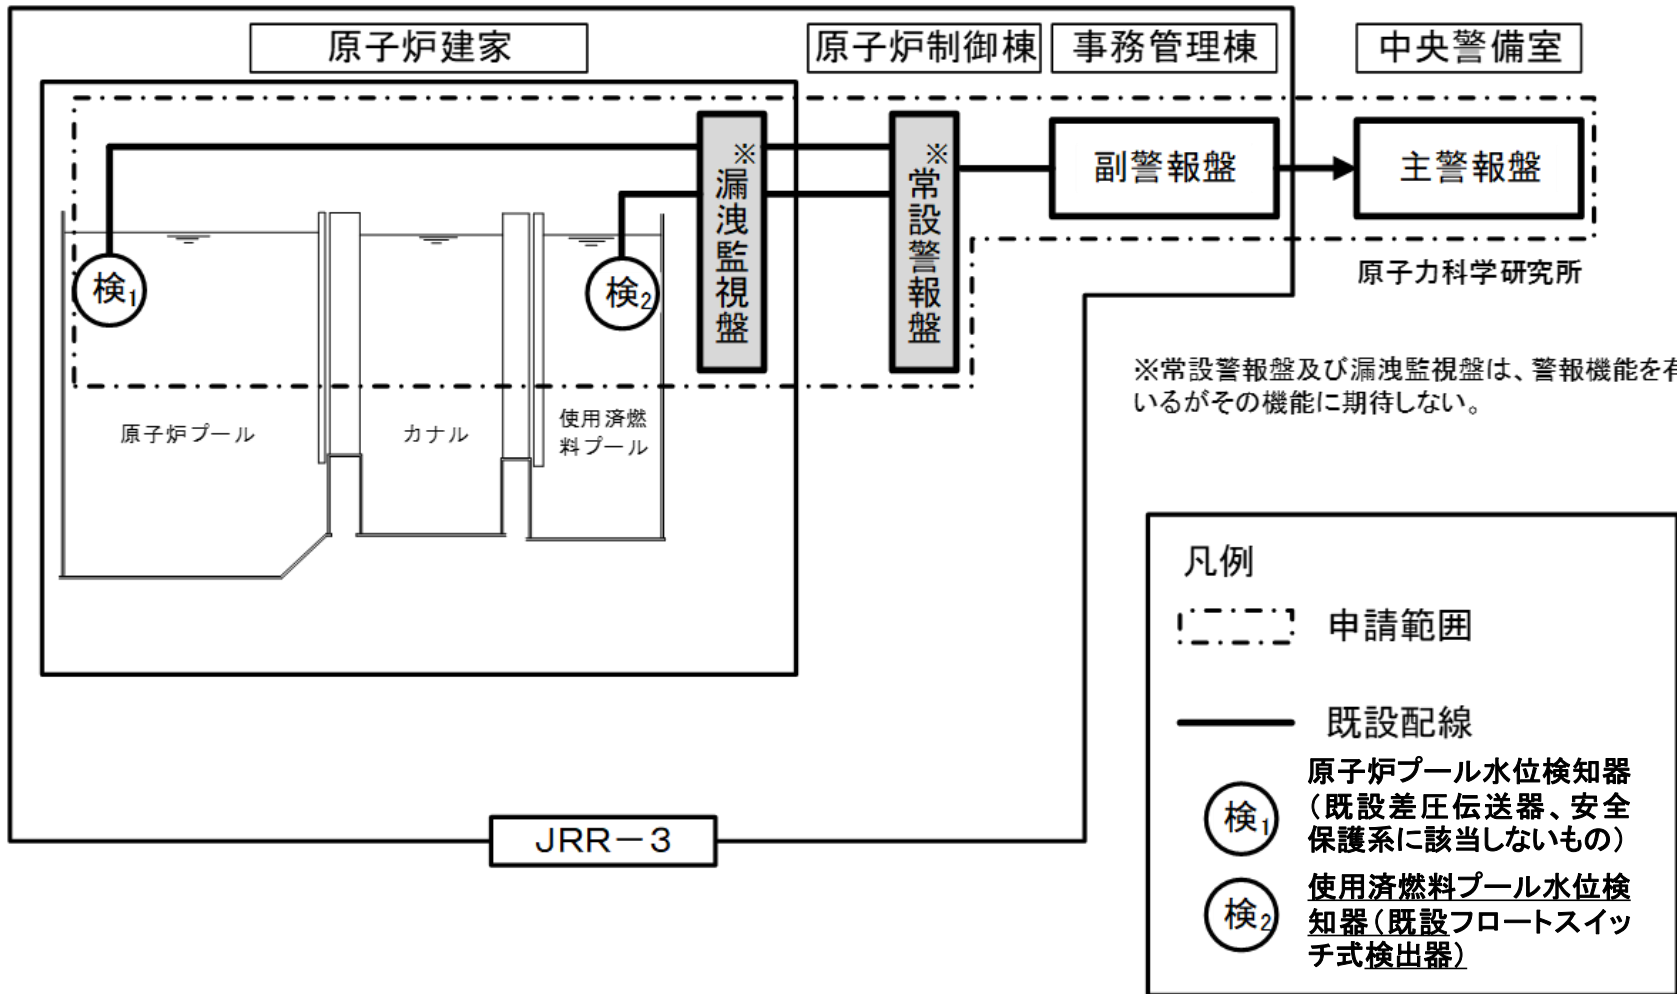 原子炉建家
原子炉制御棟
事務管理棟
中央警備室
※漏洩監視盤
※常設警報盤
副警報盤
主警報盤
検1
検2
原子力科学研究所
※常設警報盤及び漏洩監視盤は、警報機能を有
いるがその機能に期待しない。
原子炉プール
カナル
使用済燃
料プール
JRR－3
凡例
申請範囲
既設配線
検1
原子炉プール水位検知器
（既設差圧伝送器、安全
保護系に該当しないもの）
検2
使用済燃料プール水位検
知器（既設フロートスイッ
チ式検出器）